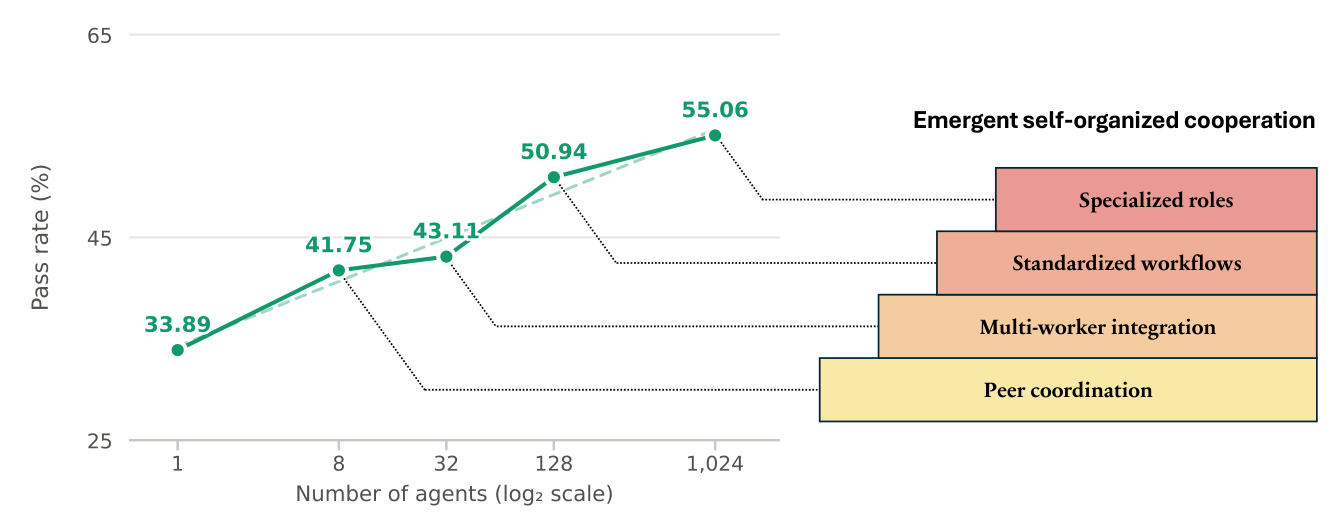 65
55.06
Emergent self-organized cooperation
50.94
Specialized roles
43.11
45
41.75
Standardized workflows
Pass rate (%)
33.89
Multi-worker integration
Peer coordination
25
1 8 32 128 1,024
Number of agents (log₂ scale)